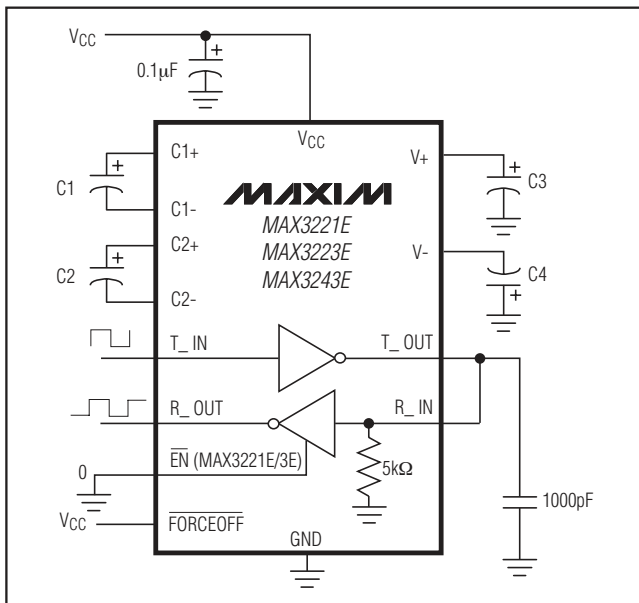 VCC
0.1µF
VCC
C1+
V+
C1
C3
C1-
MAXIM
MAX3221E
C2+
MAX3223E
V-
C2
MAX3243E
C4
C2-
T_ IN
T_ OUT
R_ OUT
R_ IN
EN (MAX3221E/3E)
0
5kΩ
1000pF
VCC
FORCEOFF
GND